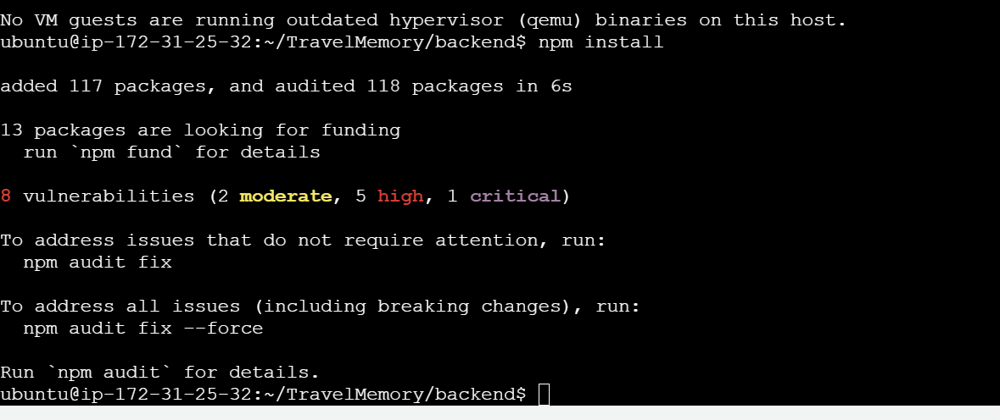 No VM guests are running outdated hypervisor (qemu) binaries on this host.
ubuntu@ip-172-31-25-32:~/TravelMemory/backend$ npm install
added 117 packages, and audited 118 packages in 6s
13 packages are looking for funding
  run `npm fund` for details
8 vulnerabilities (2 moderate, 5 high, 1 critical)
To address issues that do not require attention, run:
  npm audit fix
To address all issues (including breaking changes), run:
  npm audit fix --force
Run `npm audit` for details.
ubuntu@ip-172-31-25-32:~/TravelMemory/backend$